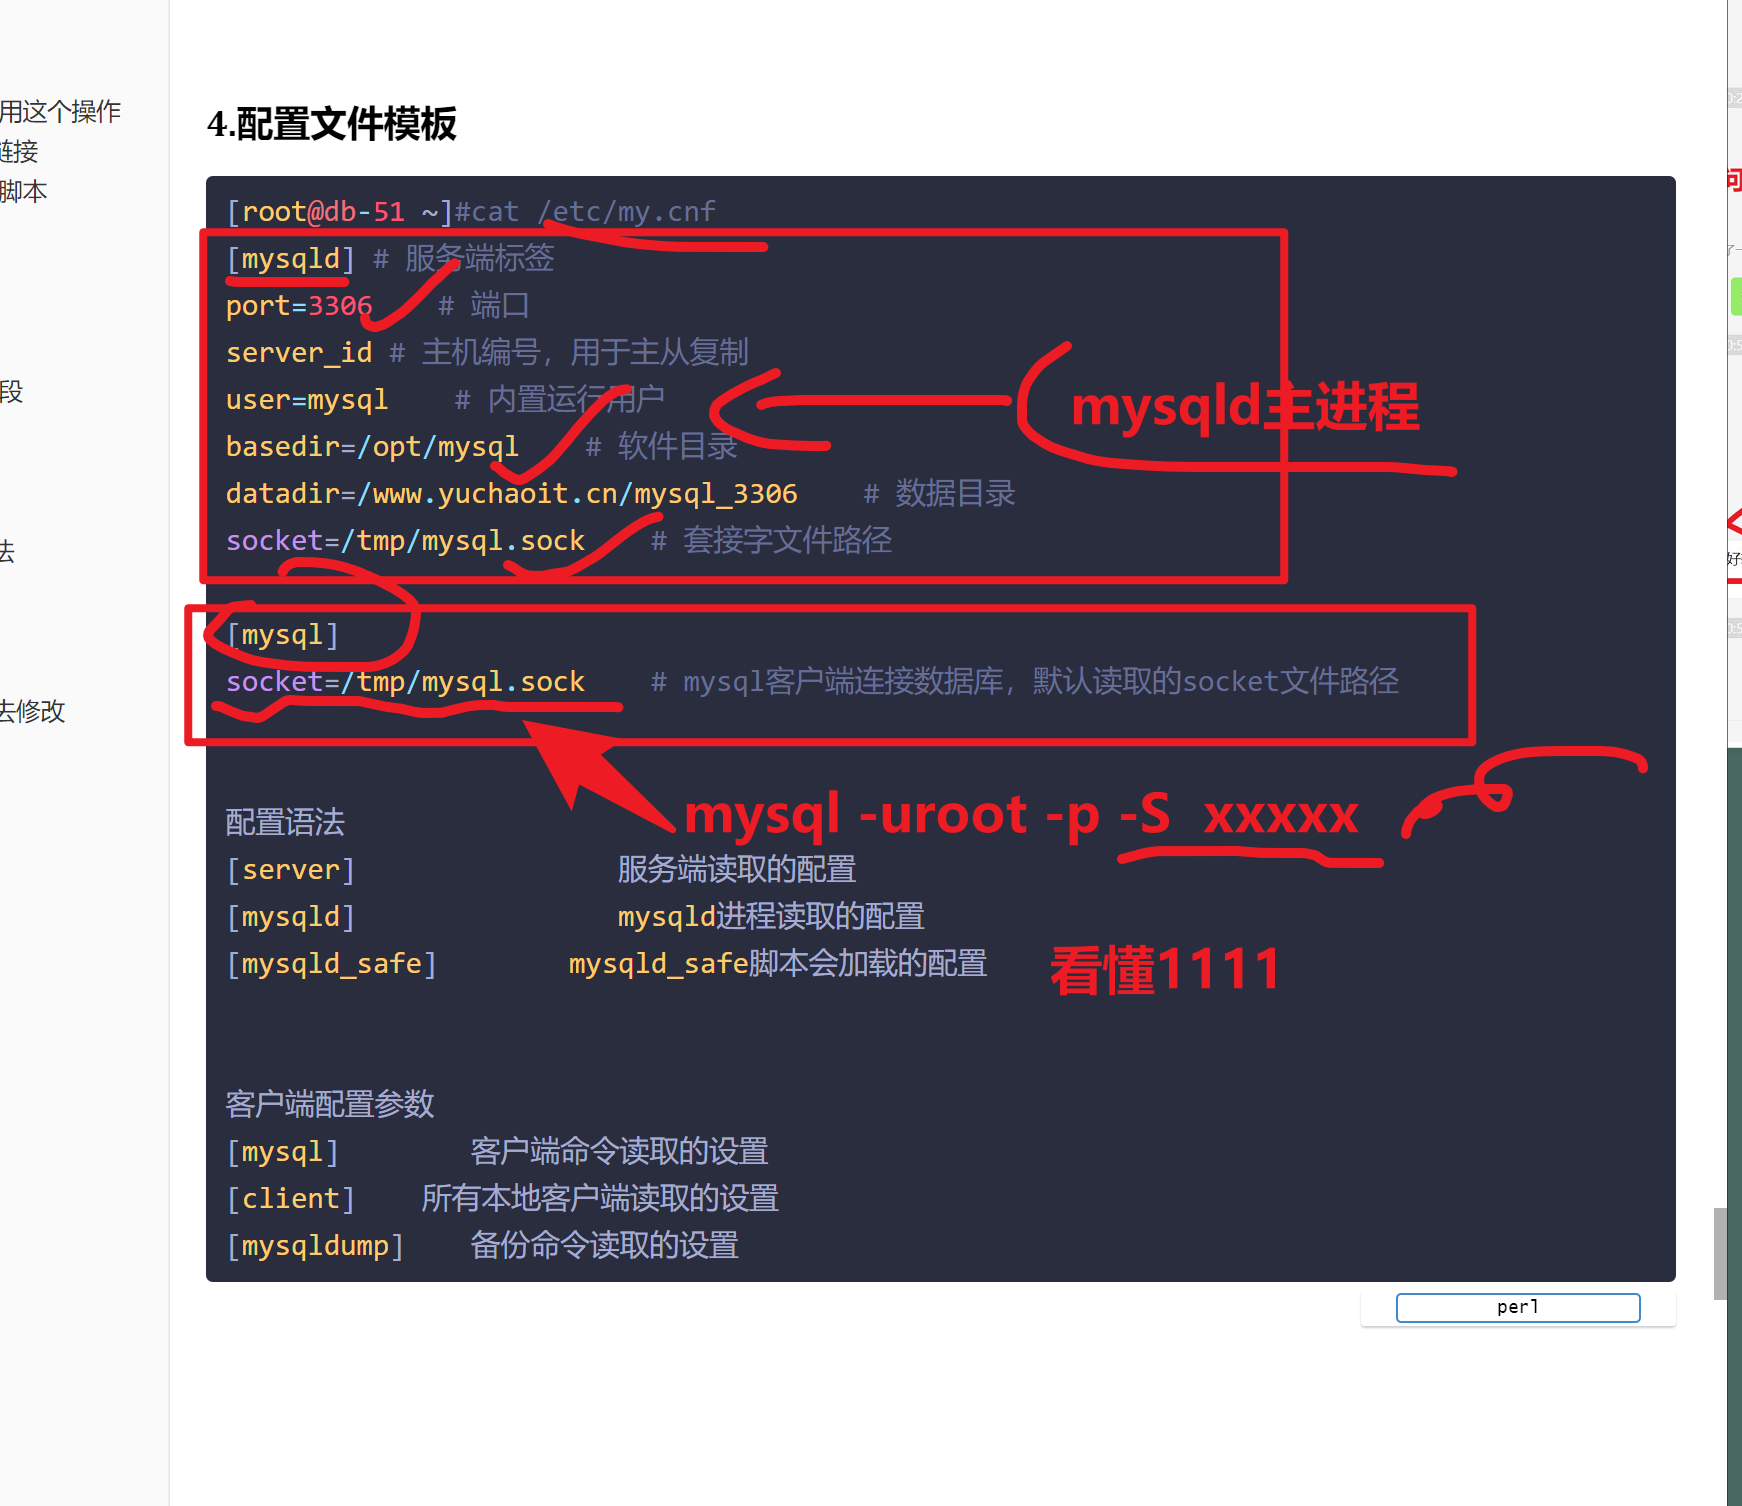 用这个操作
链接
脚本
段
法
去修改
4.配置文件模板
[root@db-51 ~]#cat /etc/my.cnf
[mysqld] # 服务端标签
port=3306    # 端口
server_id # 主机编号，用于主从复制
user=mysql    # 内置运行用户
basedir=/opt/mysql    # 软件目录
datadir=/www.yuchaoit.cn/mysql_3306    # 数据目录
socket=/tmp/mysql.sock    # 套接字文件路径
mysqld主进程
[mysql]
socket=/tmp/mysql.sock    # mysql客户端连接数据库，默认读取的socket文件路径
mysql -uroot -p -S  xxxxx
配置语法
[server]    服务端读取的配置
[mysqld]    mysqld进程读取的配置
[mysqld_safe]    mysqld_safe脚本会加载的配置
看懂1111
客户端配置参数
[mysql]    客户端命令读取的设置
[client]    所有本地客户端读取的设置
[mysqldump]    备份命令读取的设置
perl